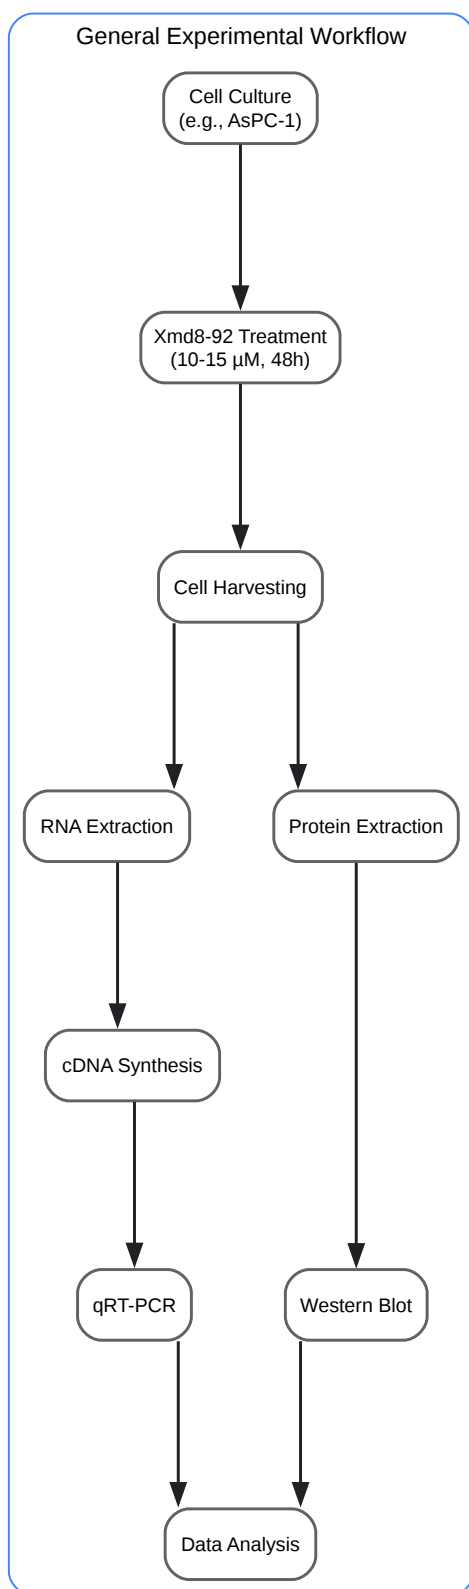 General Experimental Workflow
Cell Culture
(e.g., AsPC-1)
Xmd8-92 Treatment
(10-15 µM, 48h)
Cell Harvesting
RNA Extraction
Protein Extraction
cDNA Synthesis
qRT-PCR
Western Blot
Data Analysis